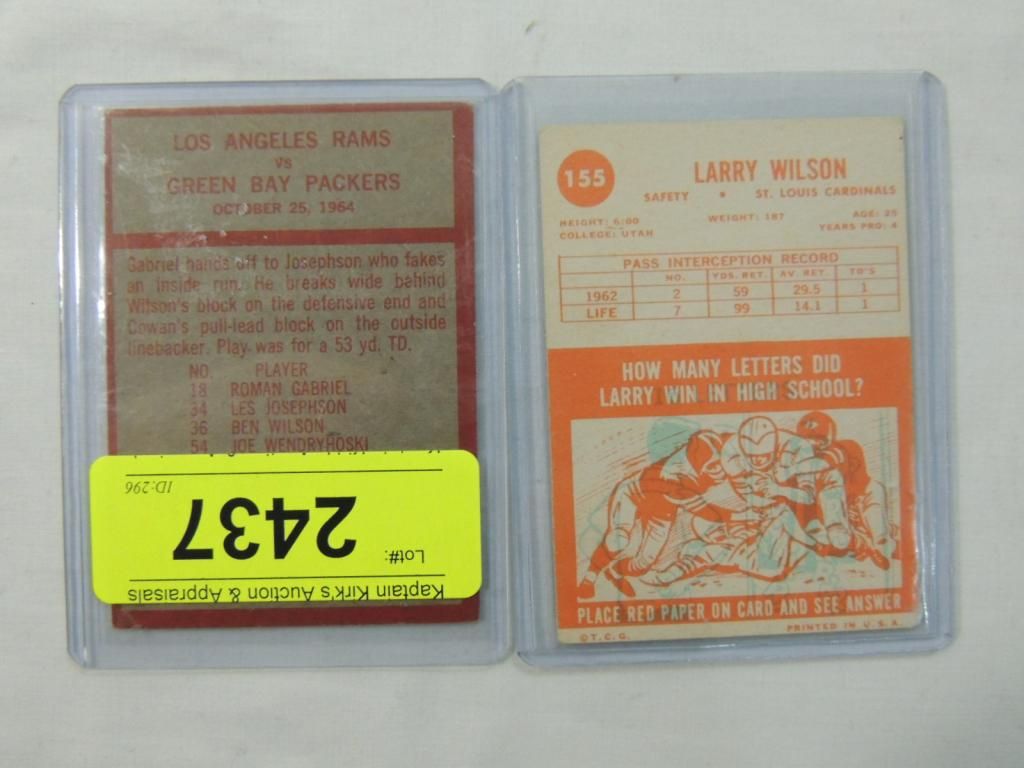 LOS ANGELES RAMS
vs
GREEN BAY PACKERS
OCTOBER 25, 1964
Gabriel hands off to Josephson who fakes
an inside run. He breaks wide behind
Wilson's block on the defensive end and
Cowan's pull-lead block on the outside
linebacker. Play was for a 53 yd. TD.
NO. PLAYER
18 ROMAN GABRIEL
34 LES JOSEPHSON
36 BEN WILSON
54 JOE WENDRYHOSKI
Kaptain Kirk's Auction & Appraisals
Lot#:
2437
ID:296
155
LARRY WILSON
SAFETY • ST. LOUIS CARDINALS
HEIGHT: 6:00 WEIGHT: 187 AGE: 25
COLLEGE: UTAH YEARS PRO: 4
PASS INTERCEPTION RECORD
NO. YDS. RET. AV. RET. TD'S
1962 2 59 29.5 1
LIFE 7 99 14.1 1
HOW MANY LETTERS DID
LARRY WIN IN HIGH SCHOOL?
PLACE RED PAPER ON CARD AND SEE ANSWER
©T.C.G. PRINTED IN U.S.A.